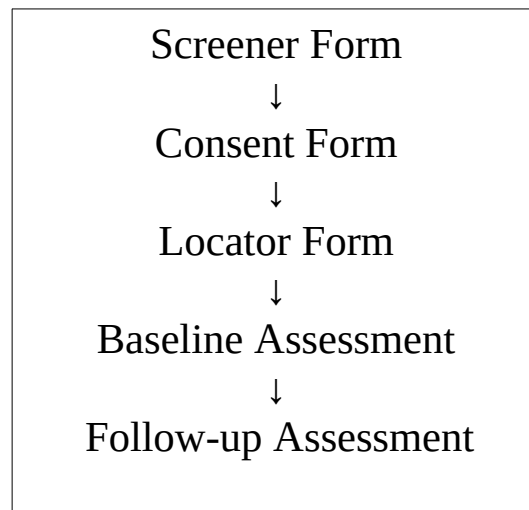 Screener Form
↓
Consent Form
↓
Locator Form
↓
Baseline Assessment
↓
Follow-up Assessment